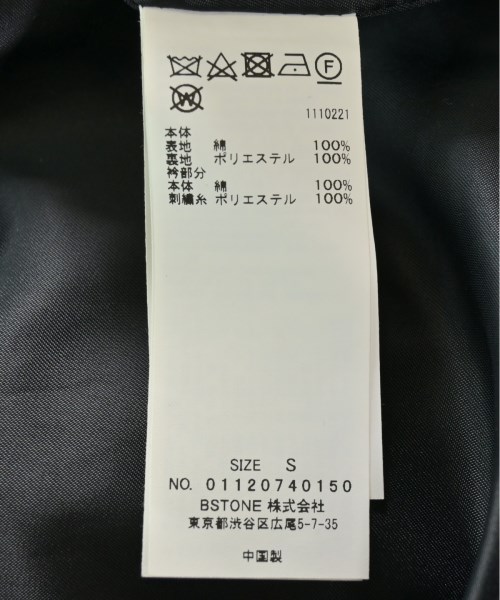 F
W
1110221
本体
表地 綿 100%
裏地 ポリエステル 100%
衿部分
本体 綿 100%
刺繍糸 ポリエステル 100%
SIZE S
NO. 01120740150
BSTONE 株式会社
東京都渋谷区広尾5-7-35
中国製